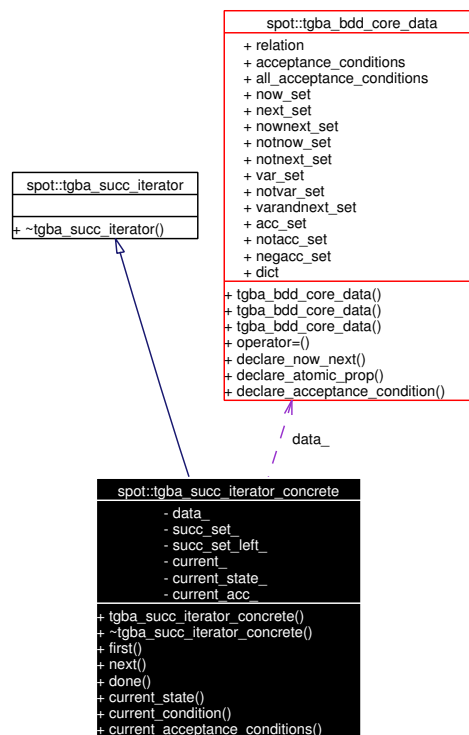 spot::tgba_bdd_core_data
+ relation
+ acceptance_conditions
+ all_acceptance_conditions
+ now_set
+ next_set
+ nownext_set
+ notnow_set
+ notnext_set
+ var_set
+ notvar_set
+ varandnext_set
+ acc_set
+ notacc_set
+ negacc_set
+ dict
+ tgba_bdd_core_data()
+ tgba_bdd_core_data()
+ tgba_bdd_core_data()
+ operator=()
+ declare_now_next()
+ declare_atomic_prop()
+ declare_acceptance_condition()
spot::tgba_succ_iterator
+ ~tgba_succ_iterator()
data_
spot::tgba_succ_iterator_concrete
- data_
- succ_set_
- succ_set_left_
- current_
- current_state_
- current_acc_
+ tgba_succ_iterator_concrete()
+ ~tgba_succ_iterator_concrete()
+ first()
+ next()
+ done()
+ current_state()
+ current_condition()
+ current_acceptance_conditions()